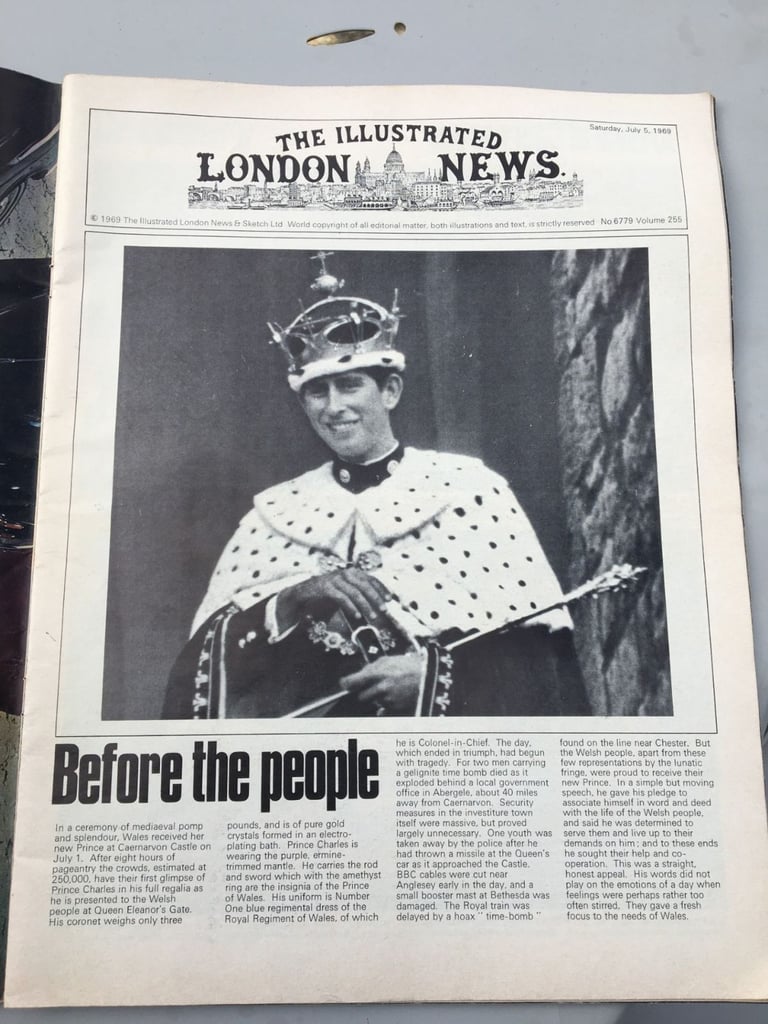 Saturday, July 5, 1969
THE ILLUSTRATED
LONDON NEWS.
© 1969 The Illustrated London News & Sketch Ltd World copyright of all editorial matter, both illustrations and text, is strictly reserved No 6779 Volume 255
Before the people
In a ceremony of mediaeval pomp
and splendour, Wales received her
new Prince at Caernarvon Castle on
July 1. After eight hours of
pageantry the crowds, estimated at
250,000, have their first glimpse of
Prince Charles in his full regalia as
he is presented to the Welsh
people at Queen Eleanor's Gate.
His coronet weighs only three
pounds, and is of pure gold
crystals formed in an electro-
plating bath. Prince Charles is
wearing the purple, ermine-
trimmed mantle. He carries the rod
and sword which with the amethyst
ring are the insignia of the Prince
of Wales. His uniform is Number
One blue regimental dress of the
Royal Regiment of Wales, of which
he is Colonel-in-Chief. The day,
which ended in triumph, had begun
with tragedy. For two men carrying
a gelignite time bomb died as it
exploded behind a local government
office in Abergele, about 40 miles
away from Caernarvon. Security
measures in the investiture town
itself were massive, but proved
largely unnecessary. One youth was
taken away by the police after he
had thrown a missile at the Queen's
car as it approached the Castle.
BBC cables were cut near
Anglesey early in the day, and a
small booster mast at Bethesda was
damaged. The Royal train was
delayed by a hoax "time-bomb"
found on the line near Chester. But
the Welsh people, apart from these
few representations by the lunatic
fringe, were proud to receive their
new Prince. In a simple but moving
speech, he gave his pledge to
associate himself in word and deed
with the life of the Welsh people,
and said he was determined to
serve them and live up to their
demands on him; and to these ends
he sought their help and co-
operation. This was a straight,
honest appeal. His words did not
play on the emotions of a day when
feelings were perhaps rather too
often stirred. They gave a fresh
focus to the needs of Wales.